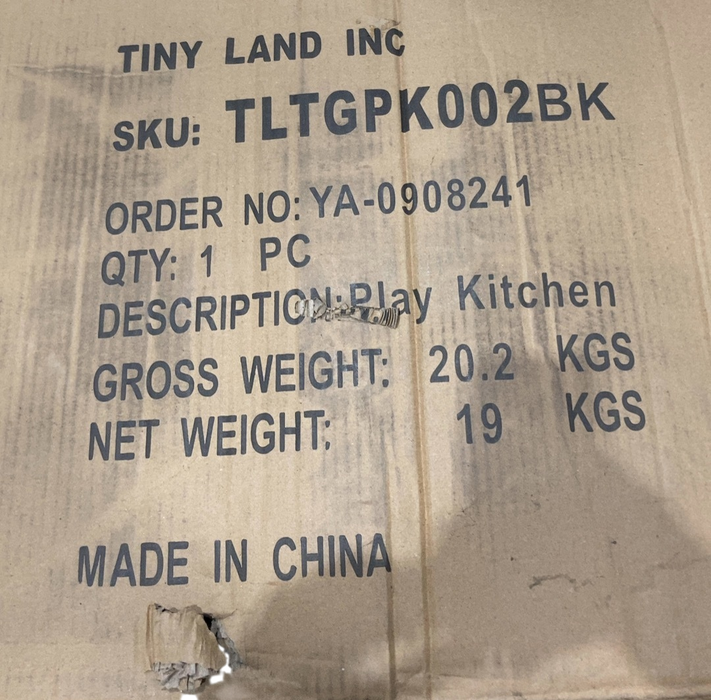 TINY LAND INC
SKU: TLTGPK002BK
ORDER NO: YA-0908241
QTY: 1 PC
DESCRIPTION: Play Kitchen
GROSS WEIGHT: 20.2 KGS
NET WEIGHT: 19 KGS
MADE IN CHINA